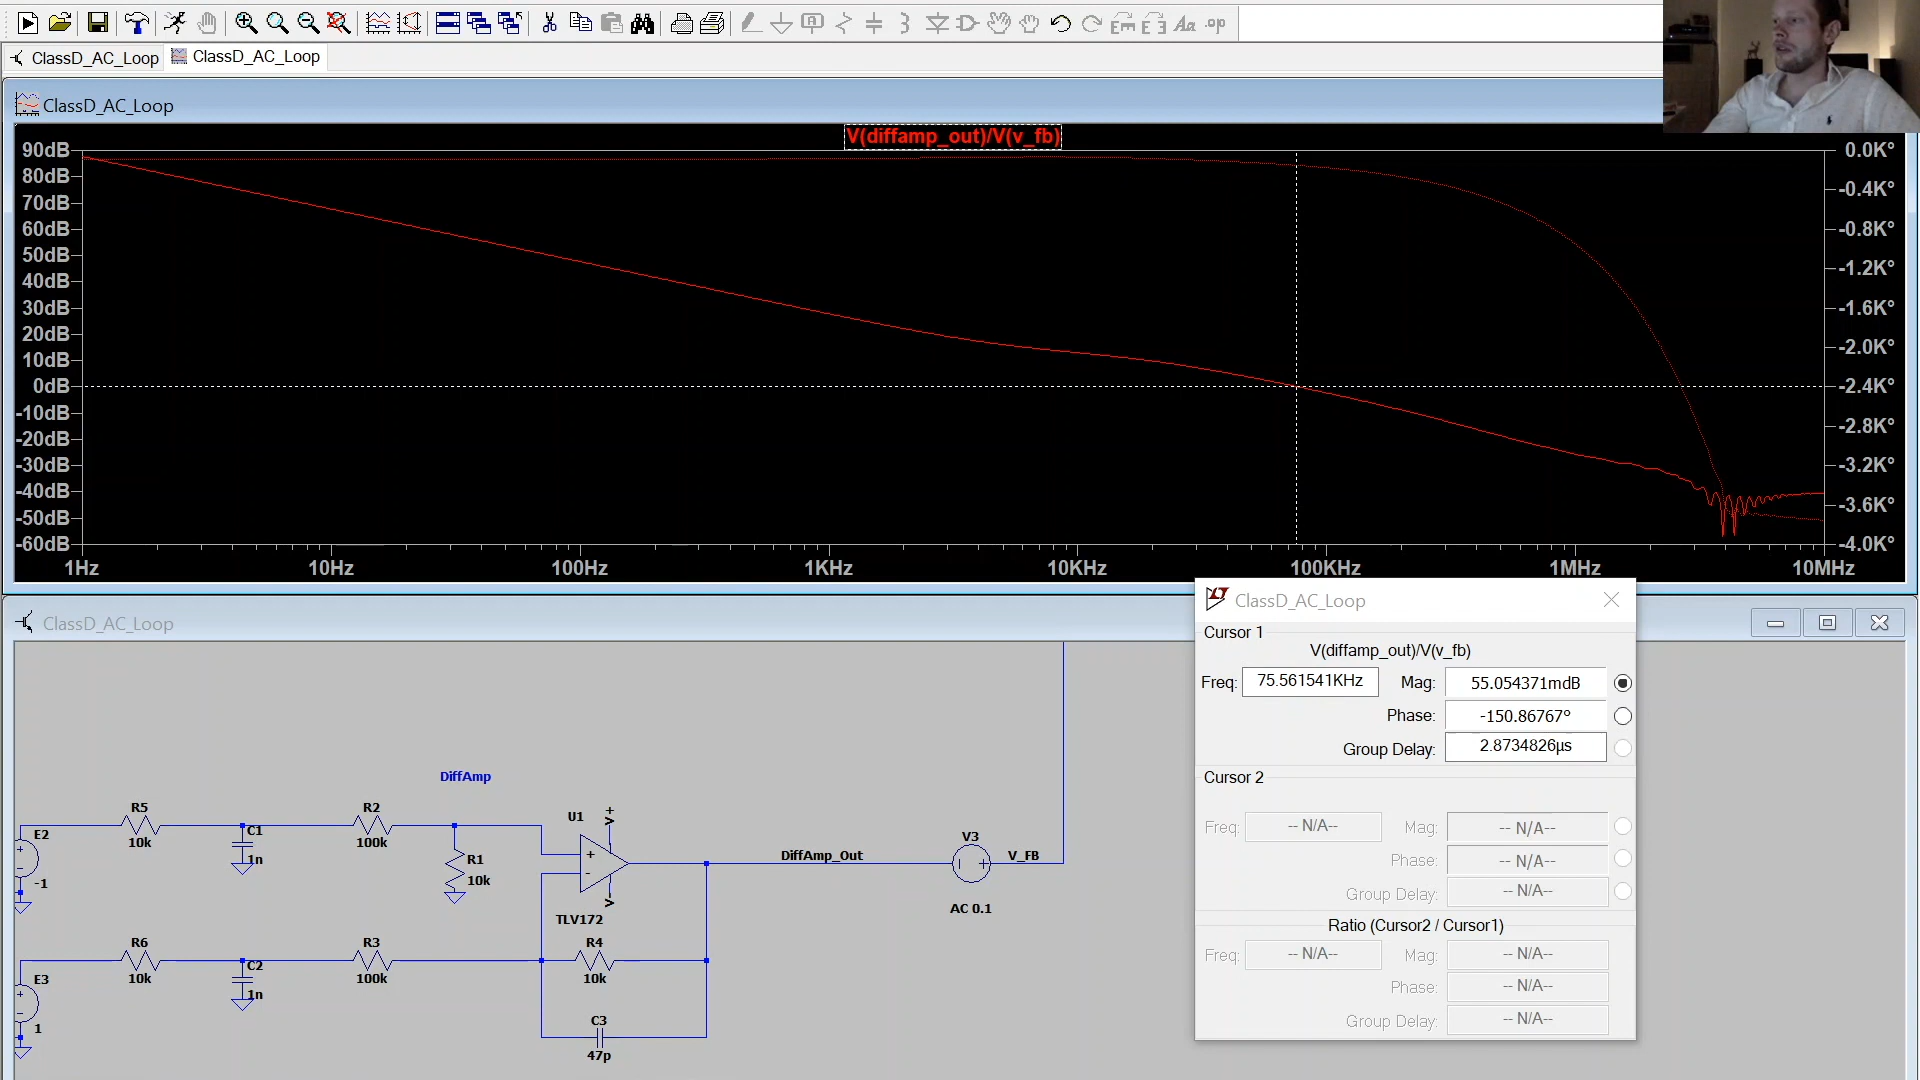 ClassD_AC_Loop
ClassD_AC_Loop
ClassD_AC_Loop
V(diffamp_out)/V(v_fb)
90dB
80dB
70dB
60dB
50dB
40dB
30dB
20dB
10dB
0dB
-10dB
-20dB
-30dB
-40dB
-50dB
-60dB
0.0K°
-0.4K°
-0.8K°
-1.2K°
-1.6K°
-2.0K°
-2.4K°
-2.8K°
-3.2K°
-3.6K°
-4.0K°
1Hz 10Hz 100Hz 1KHz 10KHz 100KHz 1MHz 10MHz
ClassD_AC_Loop
DiffAmp
E2
-1
R5
10k
C1
1n
R2
100k
R1
10k
U1
V+
+
-
V-
TLV172
DiffAmp_Out
V3
V_FB
AC 0.1
E3
1
R6
10k
C2
1n
R3
100k
R4
10k
C3
47p
ClassD_AC_Loop
Cursor 1
V(diffamp_out)/V(v_fb)
Freq: 75.561541KHz Mag: 55.054371mdB
Phase: -150.86767°
Group Delay: 2.8734826µs
Cursor 2
Freq: -- N/A-- Mag: -- N/A--
Phase: -- N/A--
Group Delay: -- N/A--
Ratio (Cursor2 / Cursor1)
Freq: -- N/A-- Mag: -- N/A--
Phase: -- N/A--
Group Delay: -- N/A--